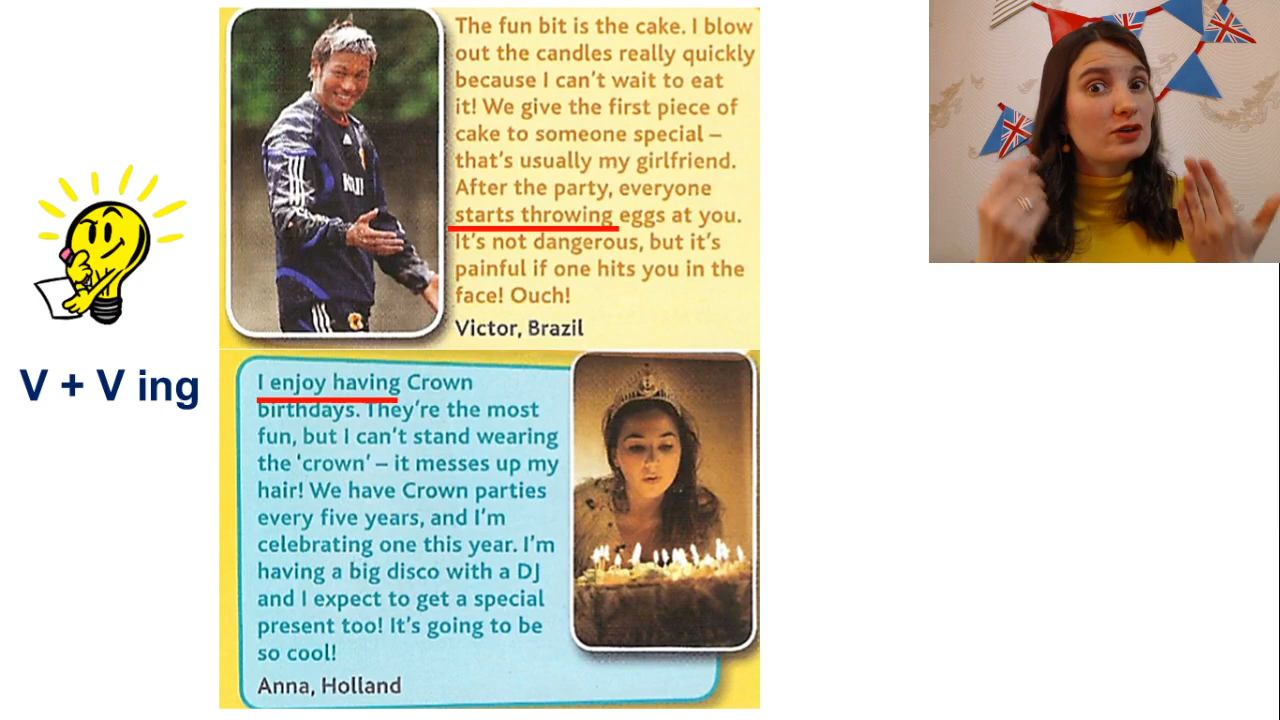 The fun bit is the cake. I blow
out the candles really quickly
because I can't wait to eat
it! We give the first piece of
cake to someone special –
that's usually my girlfriend.
After the party, everyone
starts throwing eggs at you.
It's not dangerous, but it's
painful if one hits you in the
face! Ouch!
Victor, Brazil
V + V ing
I enjoy having Crown
birthdays. They're the most
fun, but I can't stand wearing
the 'crown' – it messes up my
hair! We have Crown parties
every five years, and I'm
celebrating one this year. I'm
having a big disco with a DJ
and I expect to get a special
present too! It's going to be
so cool!
Anna, Holland